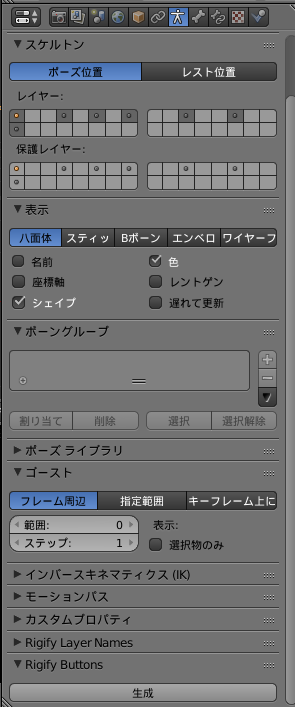 スケルトン
ポーズ位置 レスト位置
レイヤー:
保護レイヤー:
表示
八面体 スティッ Bボーン エンベロ ワイヤーフ
名前 色
座標軸 レントゲン
シェイプ 遅れて更新
ボーングループ
割り当て 削除 選択 選択解除
ポーズ ライブラリ
ゴースト
フレーム周辺 指定範囲 キーフレーム上に
範囲: 0 表示:
ステップ: 1 選択物のみ
インバースキネマティクス (IK)
モーションパス
カスタムプロパティ
Rigify Layer Names
Rigify Buttons
生成